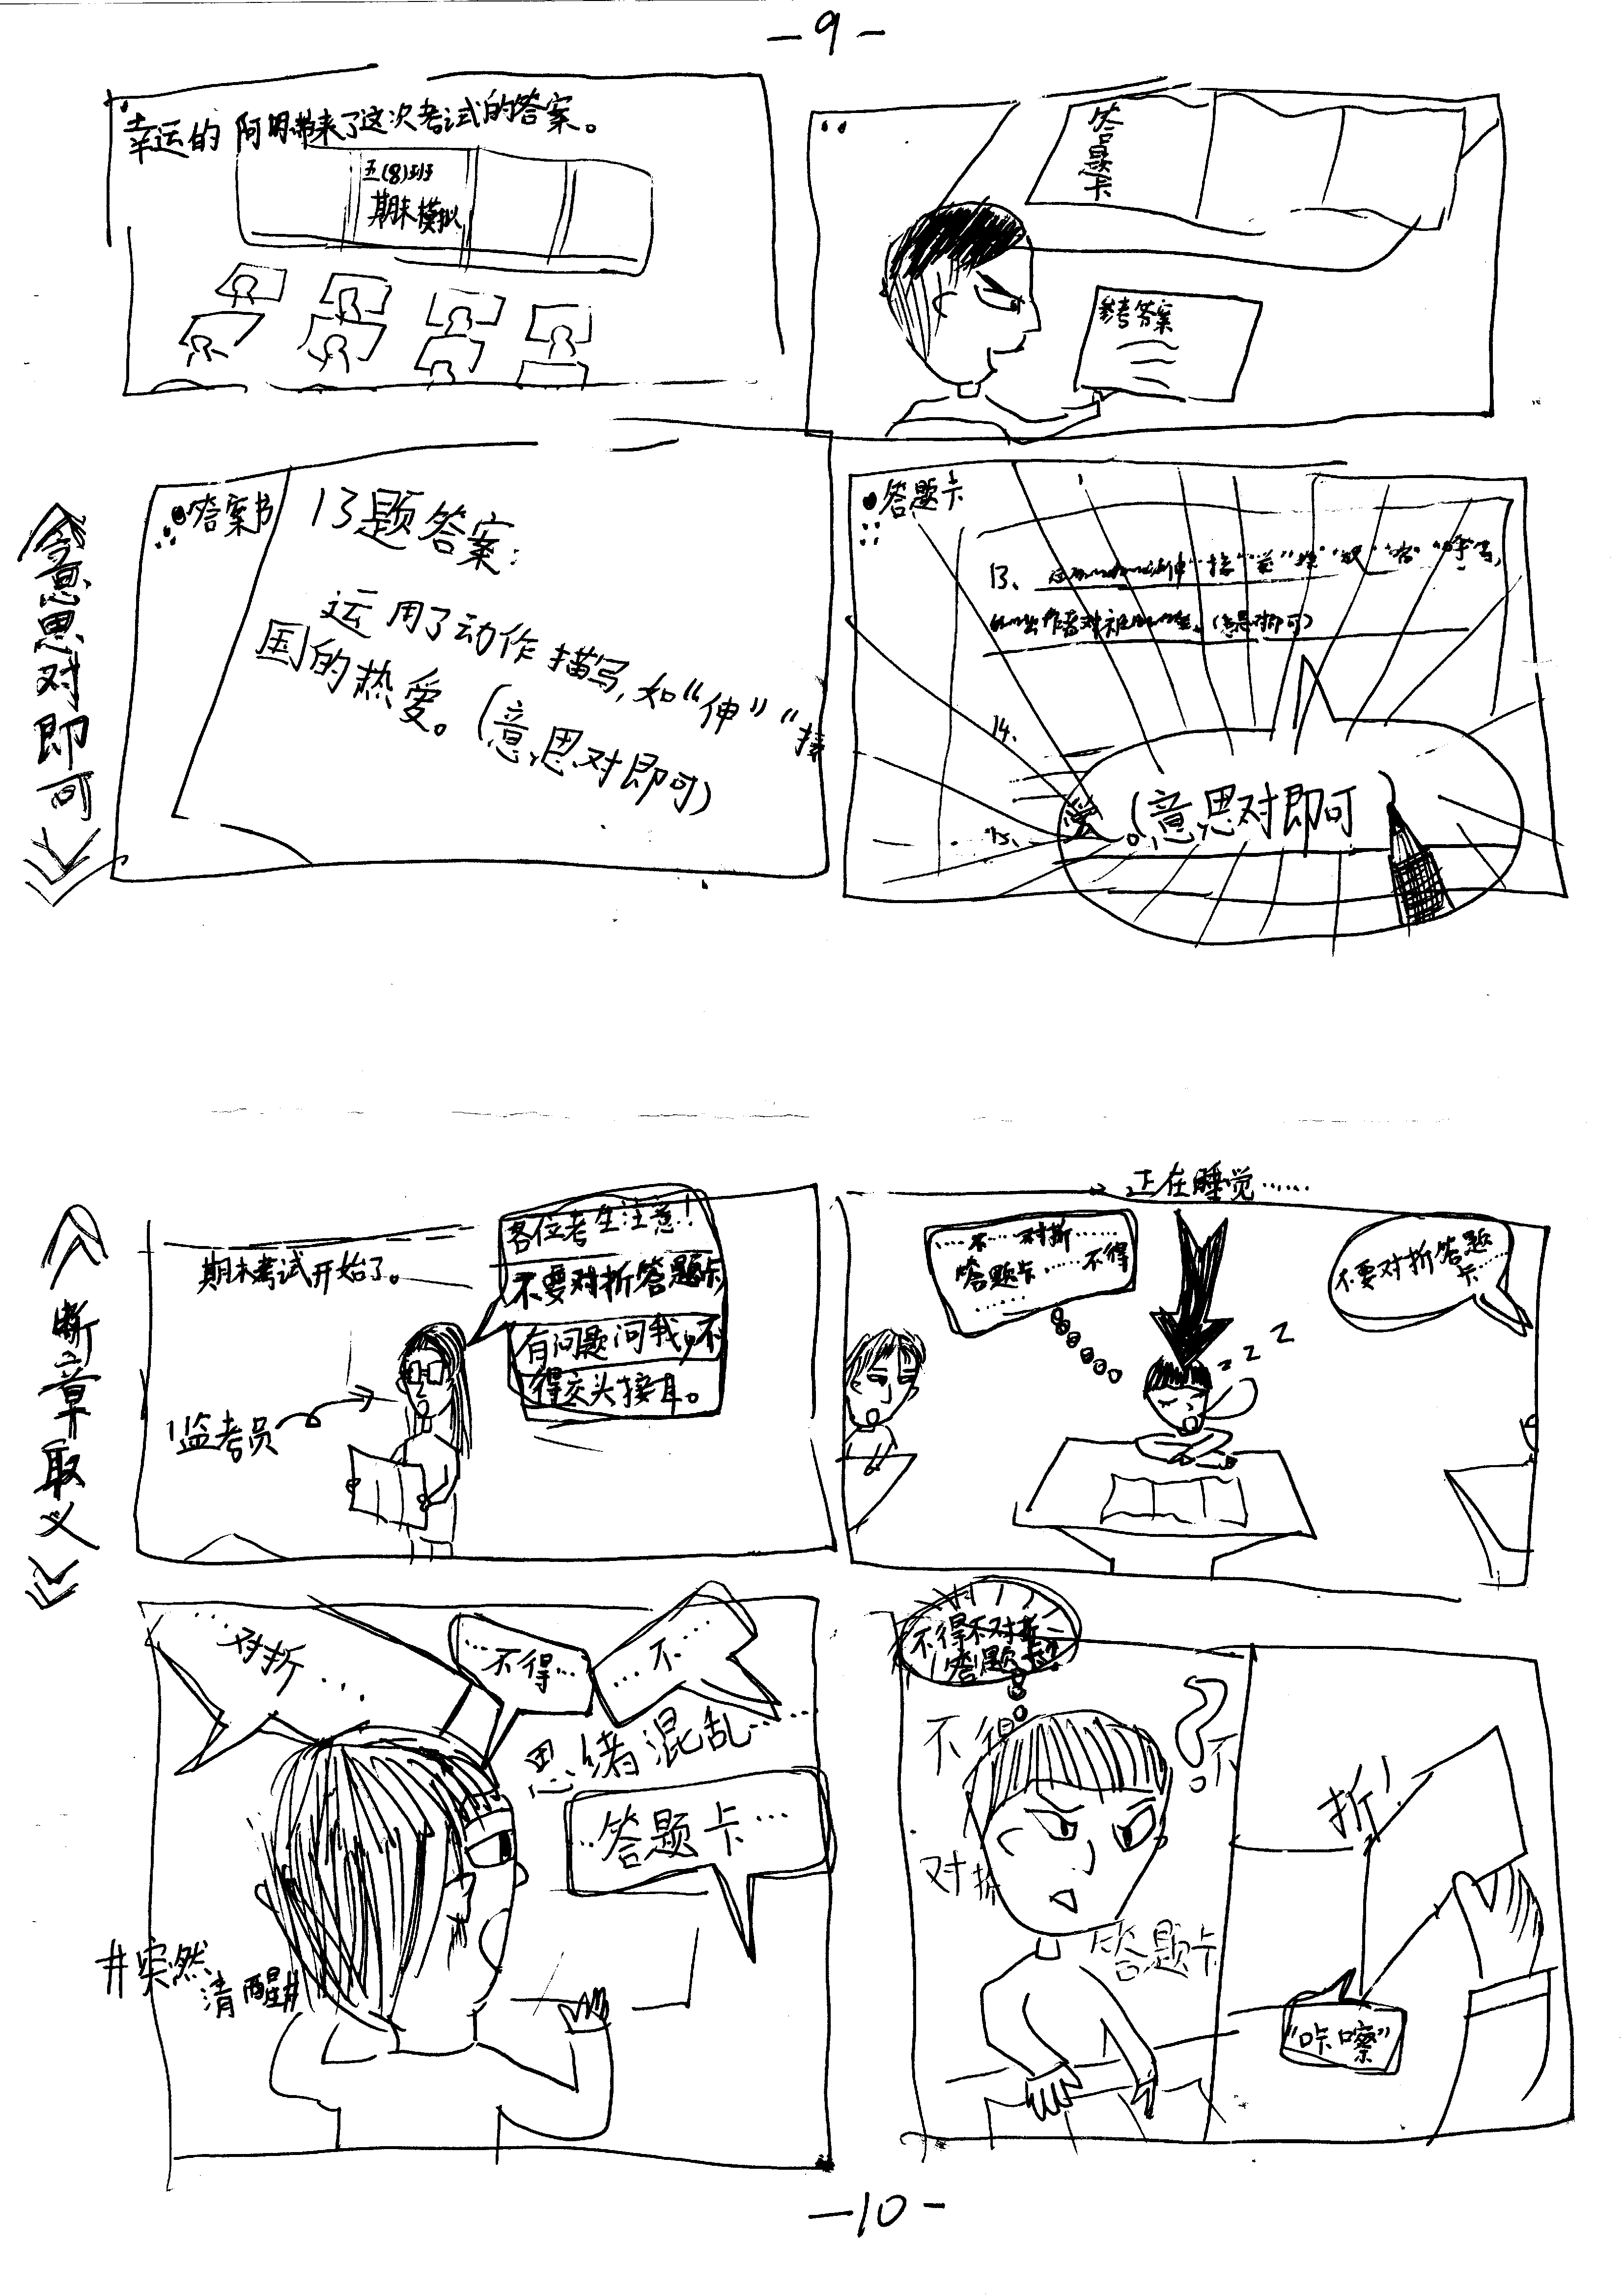 -9-
幸运的阿明带来了这次考试的答案。
五(8)班
期末模拟
答题卡
参考答案
《意思对即可》
答案书
13题答案:
运用了动作描写,如“伸”“接
国的热爱。(意思对即可)
答题卡
13、
(意思对即可)
14、
15、
爱。(意思对即可)
《断章取义》
期末考试开始了。
各位考生注意!
不要对折答题卡,
有问题问我,不
得交头接耳。
监考员
正在睡觉……
……不……对折……
答题卡……不得
……
不要对折答题
卡……
z z z
…对折…
…不得…
…不…
思绪混乱……
…答题卡…
#突然
清醒#
不得不对折
答题卡?
不得
不
对折
答题卡
?
折!
“咔嚓”
-10-